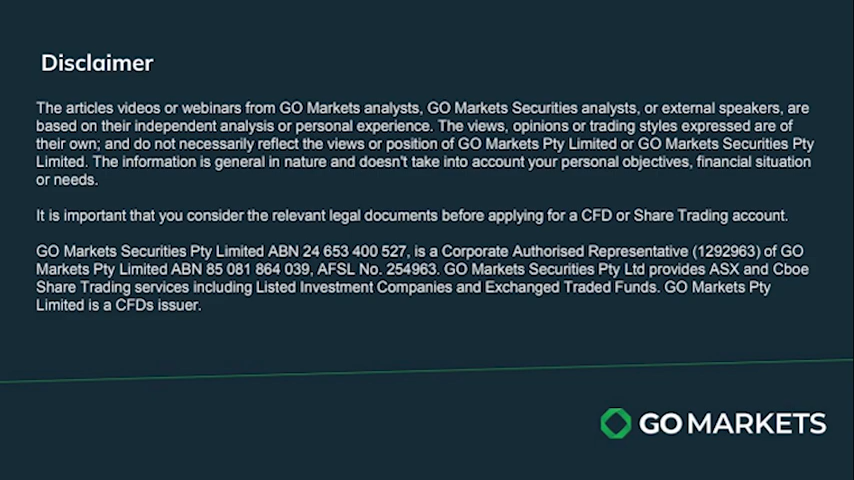 Disclaimer
The articles videos or webinars from GO Markets analysts, GO Markets Securities analysts, or external speakers, are
based on their independent analysis or personal experience. The views, opinions or trading styles expressed are of
their own; and do not necessarily reflect the views or position of GO Markets Pty Limited or GO Markets Securities Pty
Limited. The information is general in nature and doesn't take into account your personal objectives, financial situation
or needs.
It is important that you consider the relevant legal documents before applying for a CFD or Share Trading account.
GO Markets Securities Pty Limited ABN 24 653 400 527, is a Corporate Authorised Representative (1292963) of GO
Markets Pty Limited ABN 85 081 864 039, AFSL No. 254963. GO Markets Securities Pty Ltd provides ASX and Cboe
Share Trading services including Listed Investment Companies and Exchanged Traded Funds. GO Markets Pty
Limited is a CFDs issuer.
GO MARKETS